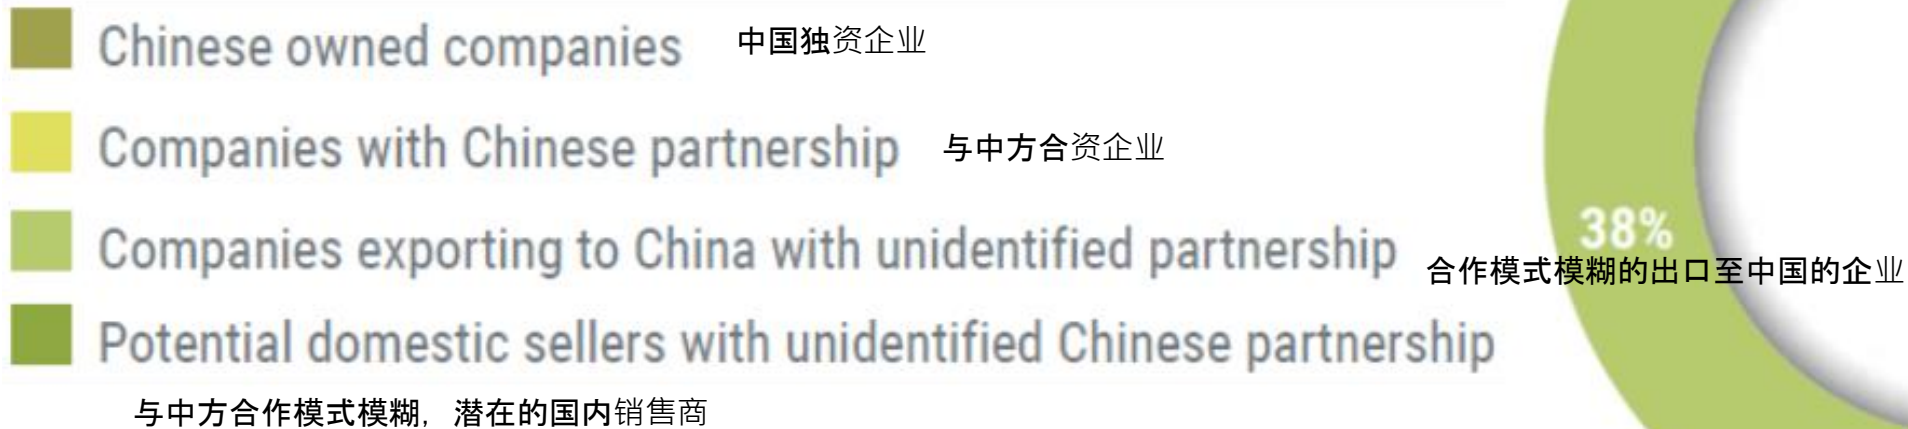 Chinese owned companies 中国独资企业
Companies with Chinese partnership 与中方合资企业
38%
Companies exporting to China with unidentified partnership 合作模式模糊的出口至中国的企业
Potential domestic sellers with unidentified Chinese partnership
与中方合作模式模糊，潜在的国内销售商